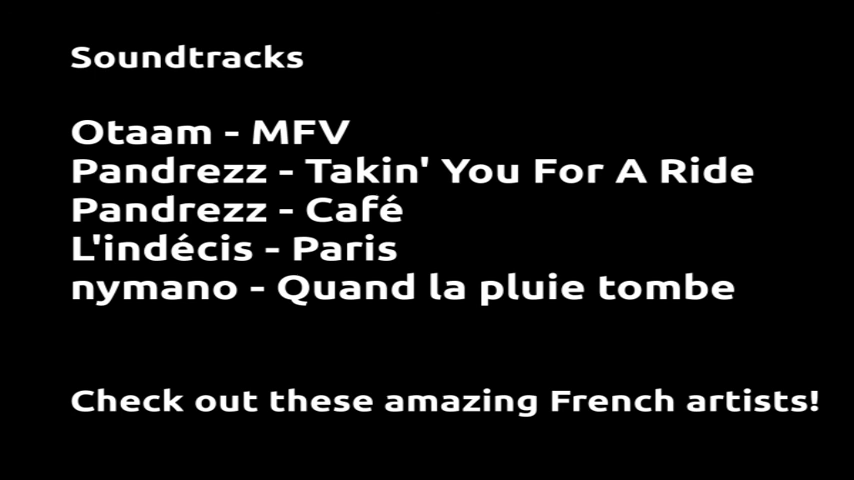 Soundtracks
Otaam - MFV
Pandrezz - Takin' You For A Ride
Pandrezz - Café
L'indécis - Paris
nymano - Quand la pluie tombe
Check out these amazing French artists!